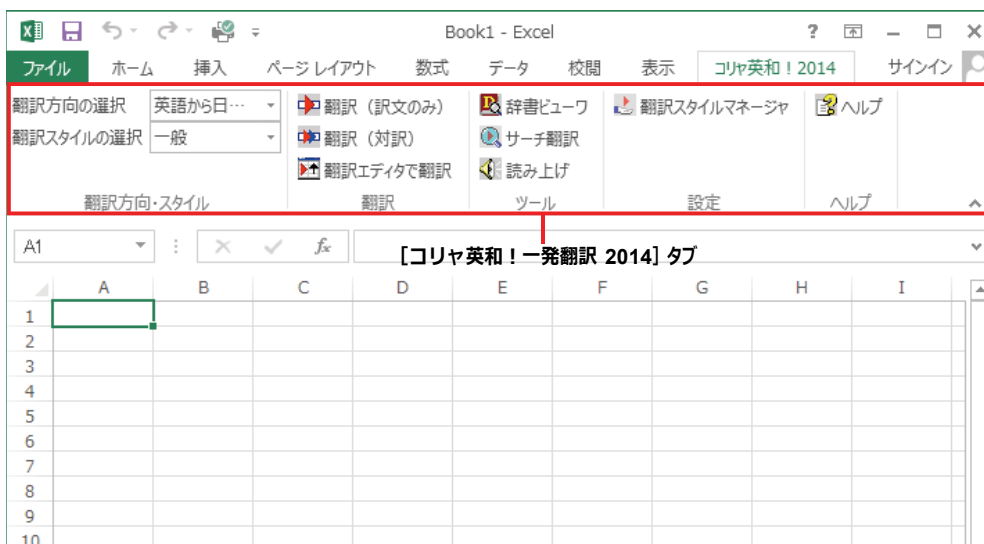 Book1 - Excel
ファイル ホーム 挿入 ページ レイアウト 数式 データ 校閲 表示 コリャ英和！2014 サインイン
翻訳方向の選択 英語から日… 翻訳（訳文のみ） 辞書ビューワ 翻訳スタイルマネージャ ヘルプ
翻訳スタイルの選択 一般 翻訳（対訳） サーチ翻訳
翻訳エディタで翻訳 読み上げ
翻訳方向・スタイル 翻訳 ツール 設定 ヘルプ
A1 fx
［コリャ英和！一発翻訳 2014］タブ
A B C D E F G H I
1
2
3
4
5
6
7
8
9
10